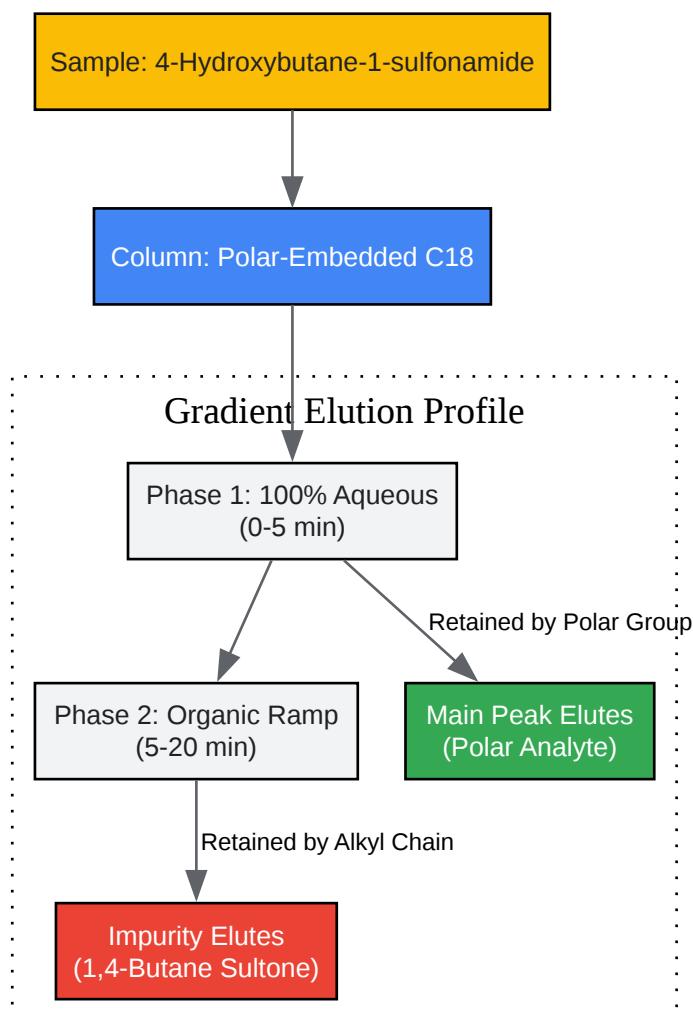 Sample: 4-Hydroxybutane-1-sulfonamide
Column: Polar-Embedded C18
Gradient Elution Profile
Phase 1: 100% Aqueous
(0-5 min)
Retained by Polar Group
Phase 2: Organic Ramp
(5-20 min)
Main Peak Elutes
(Polar Analyte)
Retained by Alkyl Chain
Impurity Elutes
(1,4-Butane Sultone)